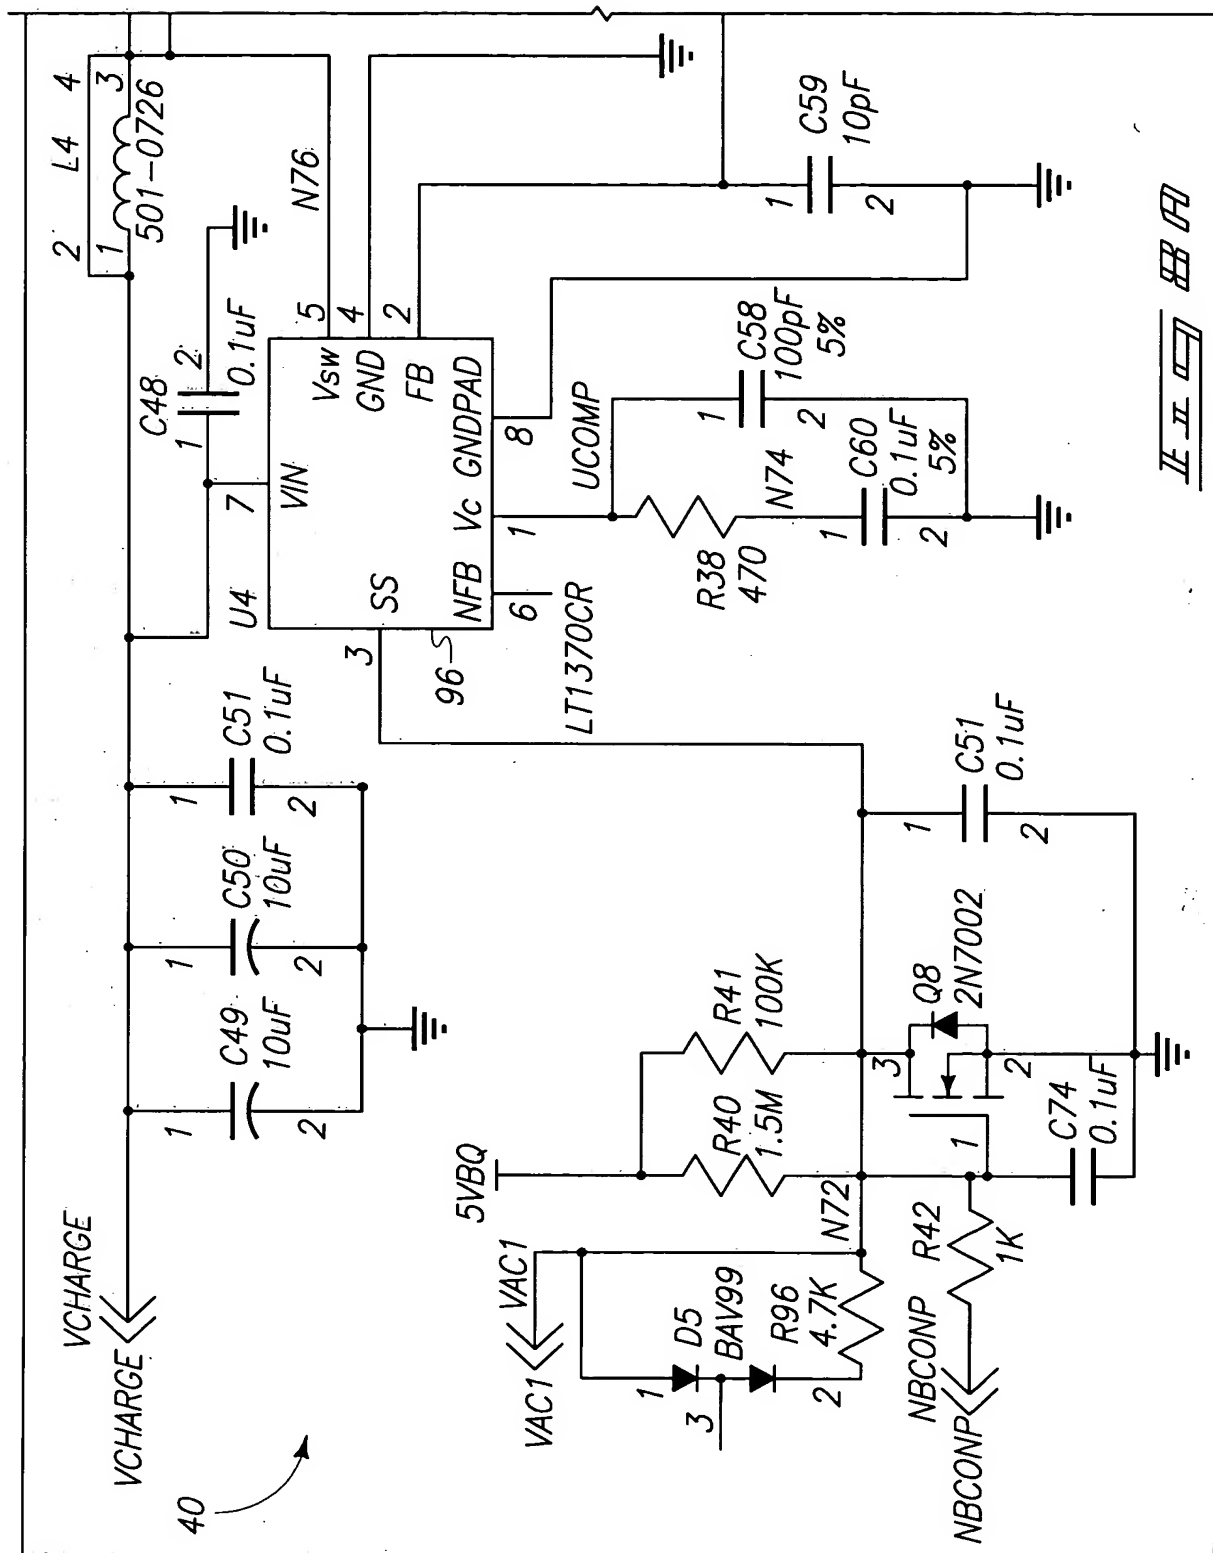 40
VCHARGE
VCHARGE
1
C49
10uF
2
1
C50
10uF
2
1
C51
0.1uF
2
C48
1
2
0.1uF
2
L4
4
1
3
501-0726
N76
U4
7
VIN
5
Vsw
4
GND
2
FB
3
SS
NFB
Vc
GNDPAD
6
1
8
96
LT1370CR
UCOMP
1
C58
100pF
5%
2
R38
470
N74
1
C60
0.1uF
5%
2
1
C59
10pF
2
5VBQ
R40
1.5M
R41
100K
VAC1
VAC1
1
D5
BAV99
3
2
R96
4.7K
N72
R42
1K
NBCONP
NBCONP
3
Q8
2N7002
1
2
C74
0.1uF
1
C51
0.1uF
2
FIG 8A